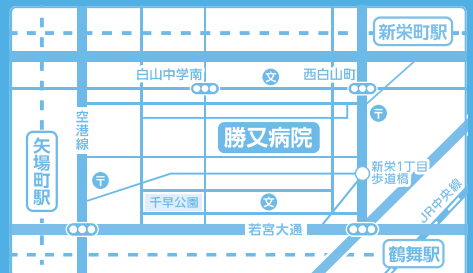 新栄町駅
白山中学南
文
西白山町
〒
空港線
勝又病院
矢場町駅
新栄1丁目
歩道橋
〒
千早公園
文
JR中央線
若宮大通
鶴舞駅